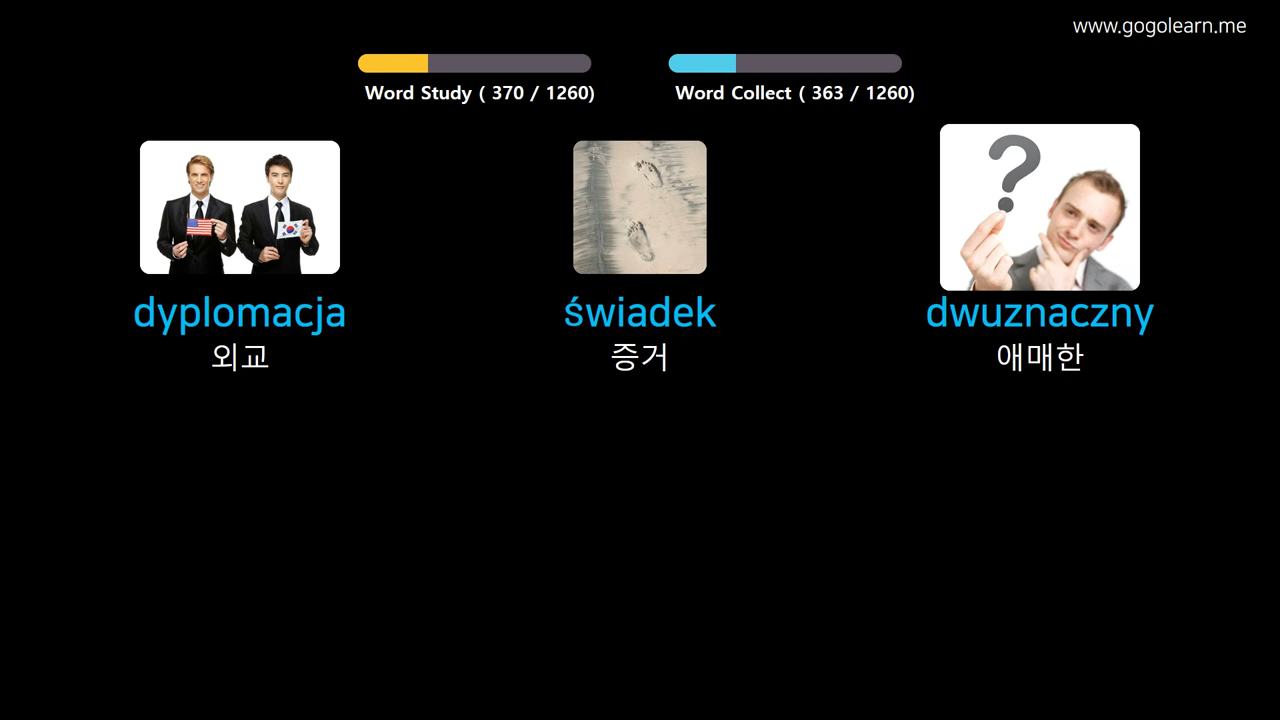 www.gogolearn.me
Word Study ( 370 / 1260)
Word Collect ( 363 / 1260)
dyplomacja
외교
świadek
증거
dwuznaczny
애매한